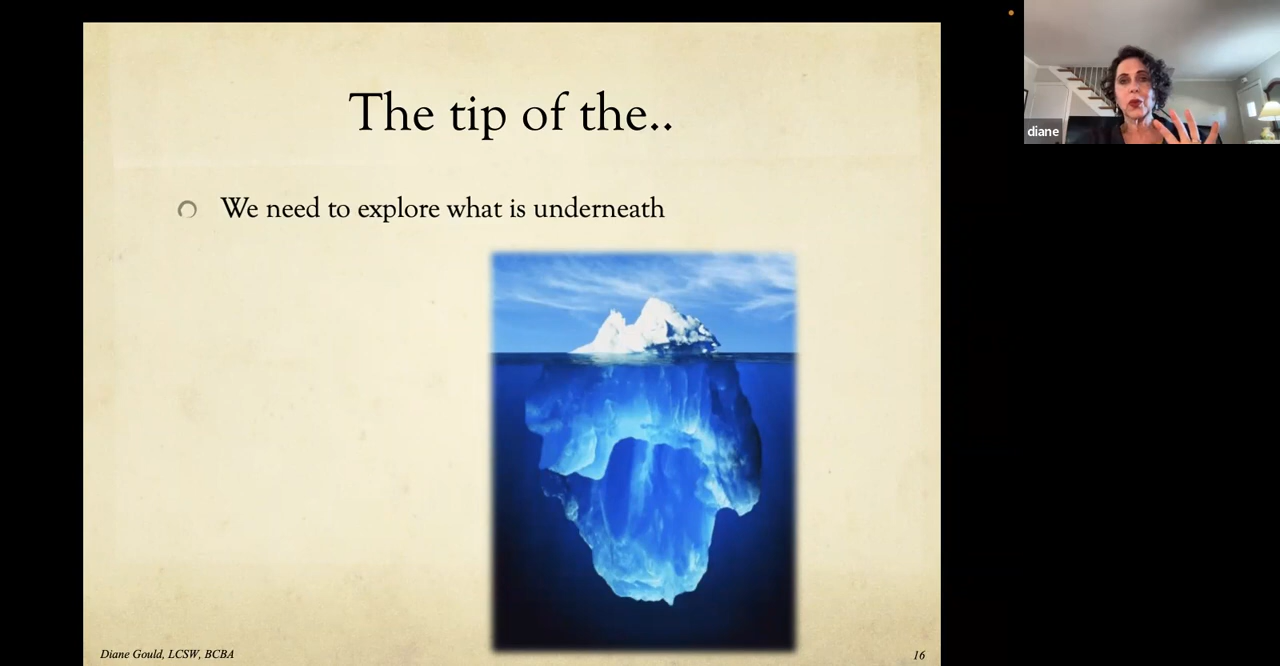 The tip of the..
We need to explore what is underneath
diane
Diane Gould, LCSW, BCBA
16